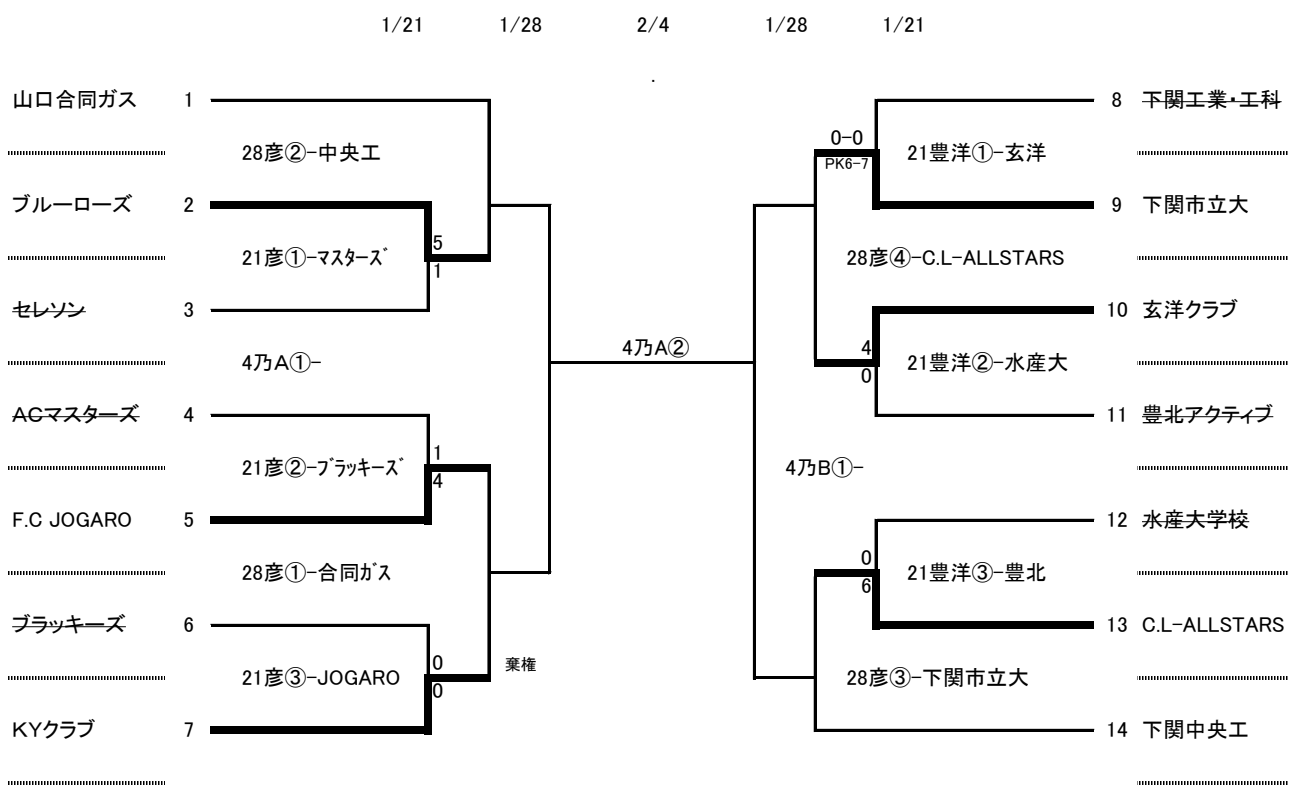 1/21 1/28 2/4 1/28 1/21
.
山口合同ガス 1
8 下関工業・工科
28彦②-中央工
0-0
PK6-7
21豊洋①-玄洋
ブルーローズ 2
9 下関市立大
21彦①-マスターズ
5
1
28彦④-C.L-ALLSTARS
セレソン 3
10 玄洋クラブ
4乃A①-
4乃A②
4
0
21豊洋②-水産大
ACマスターズ 4
11 豊北アクティブ
21彦②-ブラッキーズ
1
4
4乃B①-
F.C JOGARO 5
12 水産大学校
28彦①-合同ガス
0
6
21豊洋③-豊北
ブラッキーズ 6
13 C.L-ALLSTARS
21彦③-JOGARO
0
0
棄権
28彦③-下関市立大
KYクラブ 7
14 下関中央工